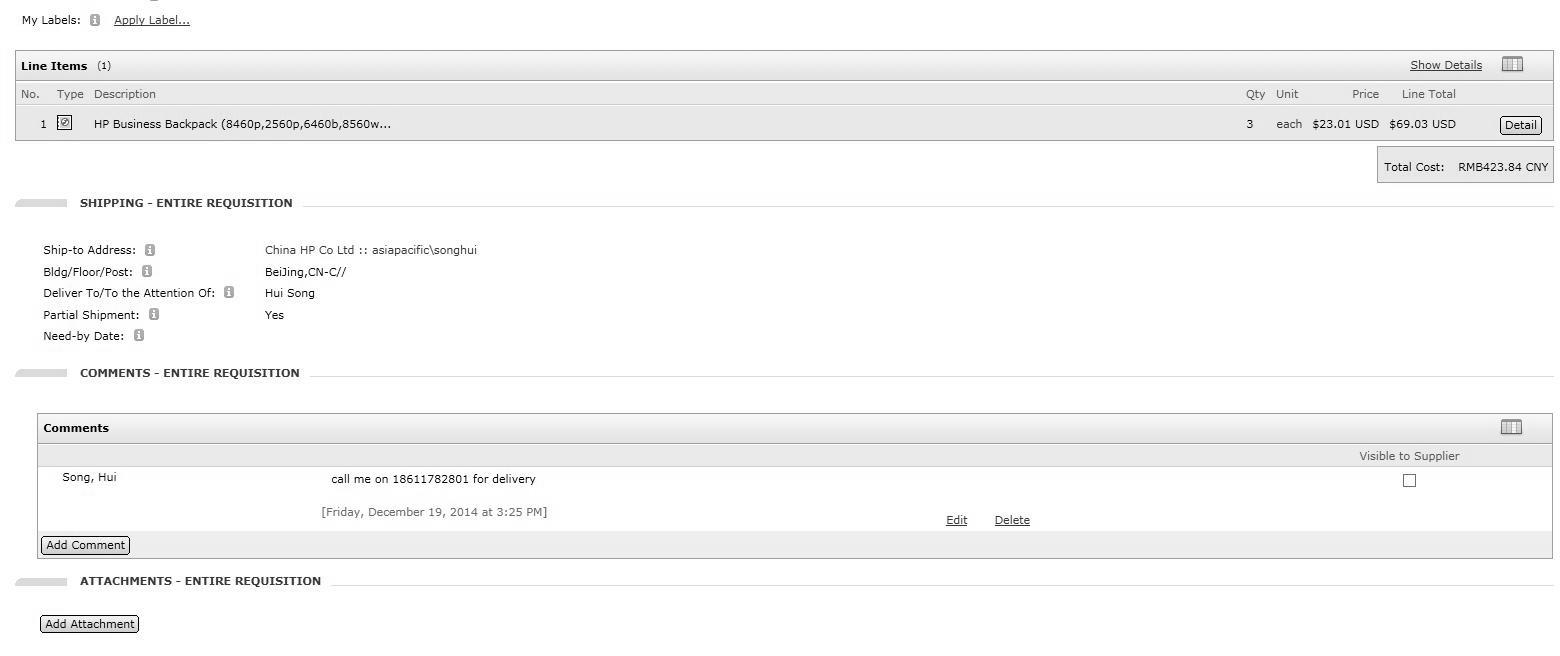 My Labels: Apply Label...
Line Items (1) Show Details
No. Type Description Qty Unit Price Line Total
1 HP Business Backpack (8460p,2560p,6460b,8560w... 3 each $23.01 USD $69.03 USD Detail
Total Cost: RMB423.84 CNY
SHIPPING - ENTIRE REQUISITION
Ship-to Address: China HP Co Ltd :: asiapacific\songhui
Bldg/Floor/Post: BeiJing,CN-C//
Deliver To/To the Attention Of: Hui Song
Partial Shipment: Yes
Need-by Date:
COMMENTS - ENTIRE REQUISITION
Comments
Visible to Supplier
Song, Hui call me on 18611782801 for delivery
[Friday, December 19, 2014 at 3:25 PM]
Edit Delete
Add Comment
ATTACHMENTS - ENTIRE REQUISITION
Add Attachment